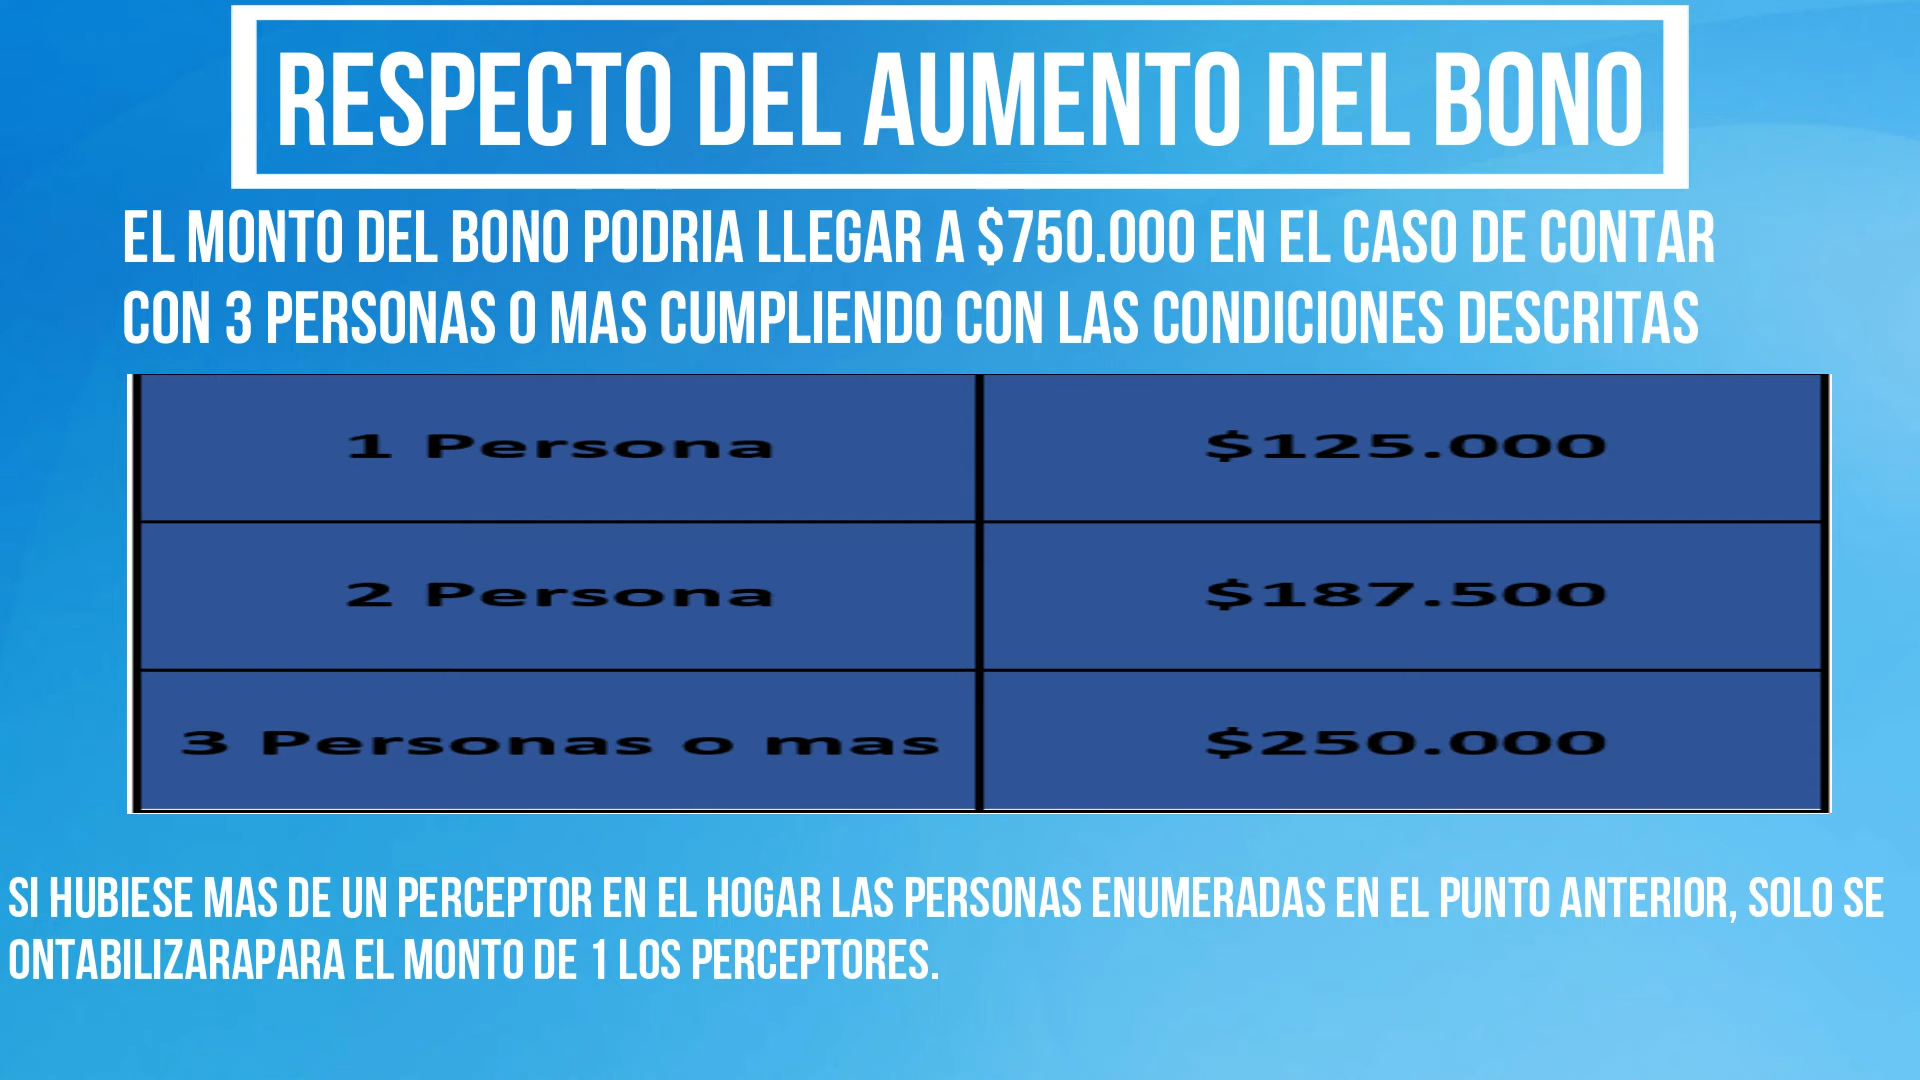 RESPECTO DEL AUMENTO DEL BONO
EL MONTO DEL BONO PODRIA LLEGAR A $750.000 EN EL CASO DE CONTAR
CON 3 PERSONAS O MAS CUMPLIENDO CON LAS CONDICIONES DESCRITAS
1 Persona $125.000
2 Persona $187.500
3 Personas o mas $250.000
SI HUBIESE MAS DE UN PERCEPTOR EN EL HOGAR LAS PERSONAS ENUMERADAS EN EL PUNTO ANTERIOR, SOLO SE
ONTABILIZARAPARA EL MONTO DE 1 LOS PERCEPTORES.